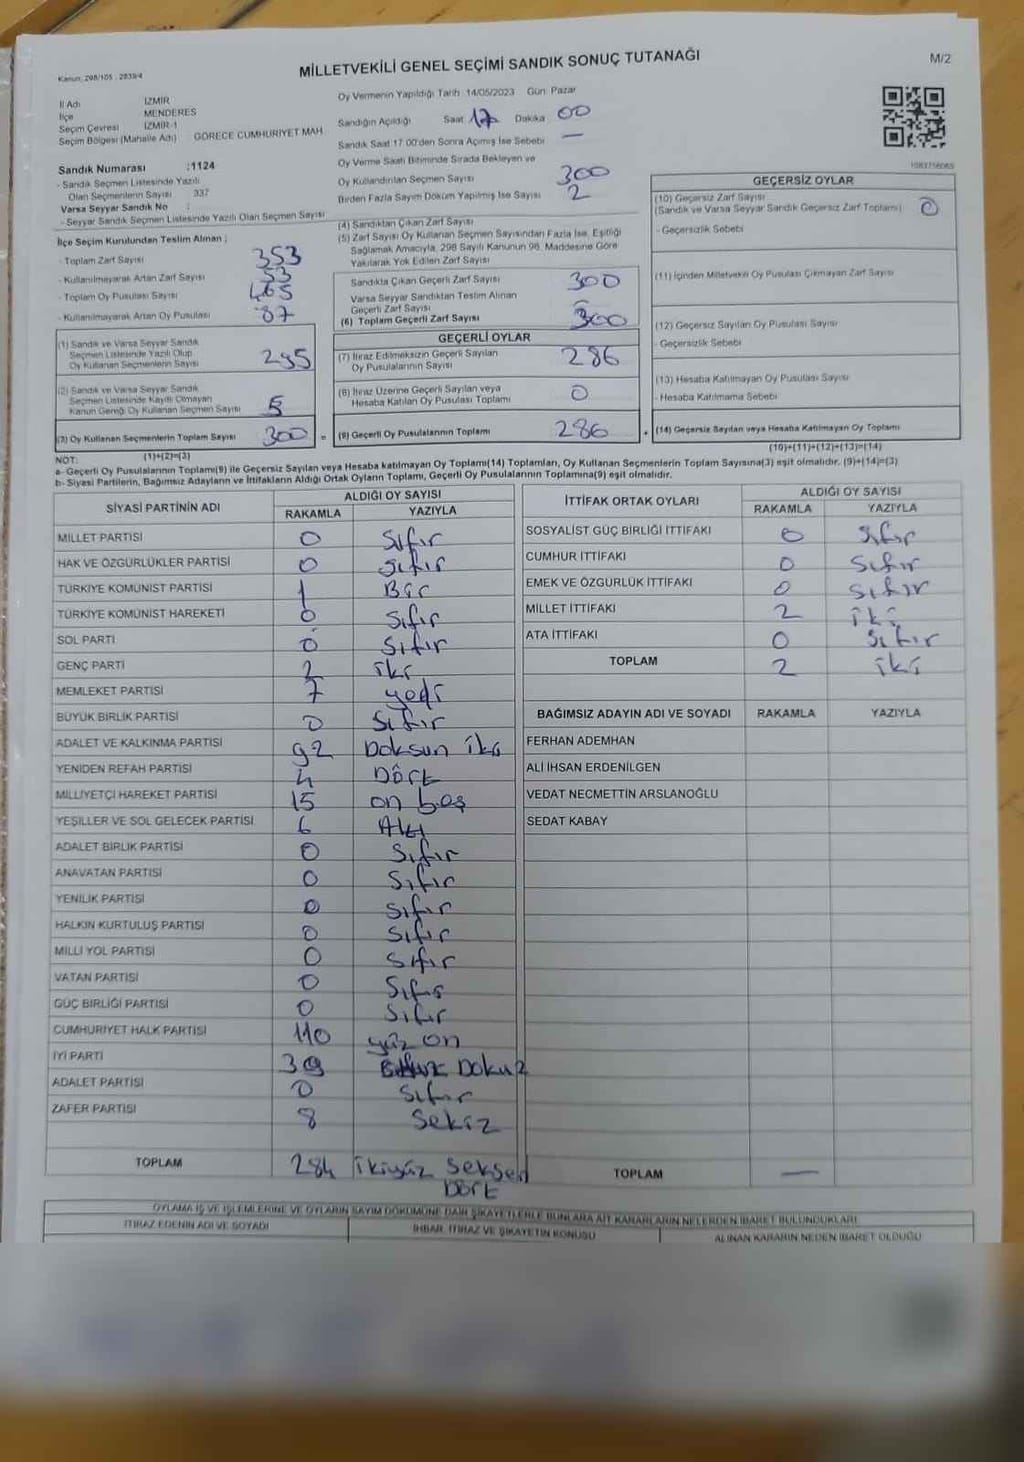 Kanun: 298/105 - 2839/4
MİLLETVEKİLİ GENEL SEÇİMİ SANDIK SONUÇ TUTANAĞI
M/2
İl Adı İZMİR
İlçe MENDERES
Seçim Çevresi İZMİR-1
Seçim Bölgesi (Mahalle Adı) GÖRECE CUMHURİYET MAH.
Oy Vermenin Yapıldığı Tarih 14/05/2023 Gün: Pazar
Sandığın Açıldığı Saat 17 Dakika 00
Sandık Saat 17:00'den Sonra Açımış İse Sebebi —
Oy Verme Saati Bitiminde Sırada Bekleyen ve
Oy Kullandırılan Seçmen Sayısı 300
Birden Fazla Sayım Döküm Yapılmış İse Sayısı 2
Sandık Numarası :1124
- Sandık Seçmen Listesinde Yazılı
Olan Seçmenlerin Sayısı 337
Varsa Seyyar Sandık No :
- Seyyar Sandık Seçmen Listesinde Yazılı Olan Seçmen Sayısı
İlçe Seçim Kurulundan Teslim Alınan ;
- Toplam Zarf Sayısı 353
- Kullanılmayarak Artan Zarf Sayısı 53
- Toplam Oy Pusulası Sayısı 465
- Kullanılmayarak Artan Oy Pusulası 87
(1) Sandık ve Varsa Seyyar Sandık
Seçmen Listesinde Yazılı Olup
Oy Kullanan Seçmenlerin Sayısı 295
(2) Sandık ve Varsa Seyyar Sandık
Seçmen Listesinde Kayıtlı Olmayan
Kanun Gereği Oy Kullanan Seçmen Sayısı 5
(3) Oy Kullanan Seçmenlerin Toplam Sayısı 300 =
(1)+(2)=(3)
(4) Sandıktan Çıkan Zarf Sayısı
(5) Zarf Sayısı Oy Kullanan Seçmen Sayısından Fazla İse, Eşitliği
Sağlamak Amacıyla, 298 Sayılı Kanunun 98. Maddesine Göre
Yakılarak Yok Edilen Zarf Sayısı
Sandıkta Çıkan Geçerli Zarf Sayısı 300
Varsa Seyyar Sandıktan Teslim Alınan
Geçerli Zarf Sayısı
(6) Toplam Geçerli Zarf Sayısı 300
GEÇERLİ OYLAR
(7) İtiraz Edilmeksizin Geçerli Sayılan
Oy Pusulalarının Sayısı 286
(8) İtiraz Üzerine Geçerli Sayılan veya
Hesaba Katılan Oy Pusulası Toplamı 0
(9) Geçerli Oy Pusulalarının Toplamı 286 +
GEÇERSİZ OYLAR
(10) Geçersiz Zarf Sayısı
(Sandık ve Varsa Seyyar Sandık Geçersiz Zarf Toplamı) 0
- Geçersizlik Sebebi
(11) İçinden Milletvekili Oy Pusulası Çıkmayan Zarf Sayısı
(12) Geçersiz Sayılan Oy Pusulası Sayısı
- Geçersizlik Sebebi
(13) Hesaba Katılmayan Oy Pusulası Sayısı
- Hesaba Katılmama Sebebi
(14) Geçersiz Sayılan veya Hesaba Katılmayan Oy Toplamı
(10)+(11)+(12)+(13)=(14)
NOT:
a- Geçerli Oy Pusulalarının Toplamı(9) ile Geçersiz Sayılan veya Hesaba katılmayan Oy Toplamı(14) Toplamları, Oy Kullanan Seçmenlerin Toplam Sayısına(3) eşit olmalıdır. (9)+(14)=(3)
b- Siyasi Partilerin, Bağımsız Adayların ve İttifakların Aldığı Ortak Oyların Toplamı, Geçerli Oy Pusulalarının Toplamına(9) eşit olmalıdır.
SİYASİ PARTİNİN ADI ALDIĞI OY SAYISI
RAKAMLA YAZIYLA
MİLLET PARTİSİ 0 Sıfır
HAK VE ÖZGÜRLÜKLER PARTİSİ 0 Sıfır
TÜRKİYE KOMÜNİST PARTİSİ 1 Bir
TÜRKİYE KOMÜNİST HAREKETİ 0 Sıfır
SOL PARTİ 0 Sıfır
GENÇ PARTİ 2 iki
MEMLEKET PARTİSİ 7 yedi
BÜYÜK BİRLİK PARTİSİ 0 Sıfır
ADALET VE KALKINMA PARTİSİ 92 Doksan iki
YENİDEN REFAH PARTİSİ 4 Dört
MİLLİYETÇİ HAREKET PARTİSİ 15 on beş
YEŞİLLER VE SOL GELECEK PARTİSİ 6 Altı
ADALET BİRLİK PARTİSİ 0 Sıfır
ANAVATAN PARTİSİ 0 Sıfır
YENİLİK PARTİSİ 0 Sıfır
HALKIN KURTULUŞ PARTİSİ 0 Sıfır
MİLLİ YOL PARTİSİ 0 Sıfır
VATAN PARTİSİ 0 Sıfır
GÜÇ BİRLİĞİ PARTİSİ 0 Sıfır
CUMHURİYET HALK PARTİSİ 110 yüz on
İYİ PARTİ 39 Otuz Dokuz
ADALET PARTİSİ 0 Sıfır
ZAFER PARTİSİ 8 Sekiz
TOPLAM 284 ikiyüz seksen
Dört
İTTİFAK ORTAK OYLARI ALDIĞI OY SAYISI
RAKAMLA YAZIYLA
SOSYALİST GÜÇ BİRLİĞİ İTTİFAKI 0 Sıfır
CUMHUR İTTİFAKI 0 Sıfır
EMEK VE ÖZGÜRLÜK İTTİFAKI 0 Sıfır
MİLLET İTTİFAKI 2 iki
ATA İTTİFAKI 0 Sıfır
TOPLAM 2 iki
BAĞIMSIZ ADAYIN ADI VE SOYADI RAKAMLA YAZIYLA
FERHAN ADEMHAN
ALİ İHSAN ERDENİLGEN
VEDAT NECMETTİN ARSLANOĞLU
SEDAT KABAY
TOPLAM —
OYLAMA İŞ VE İŞLEMLERİNE VE OYLARIN SAYIM DÖKÜMÜNE DAİR ŞİKAYETLERLE BUNLARA AİT KARARLARIN NELERDEN İBARET BULUNDUKLARI
İTİRAZ EDENİN ADI VE SOYADI İHBAR, İTİRAZ VE ŞİKAYETİN KONUSU ALINAN KARARIN NEDEN İBARET OLDUĞU